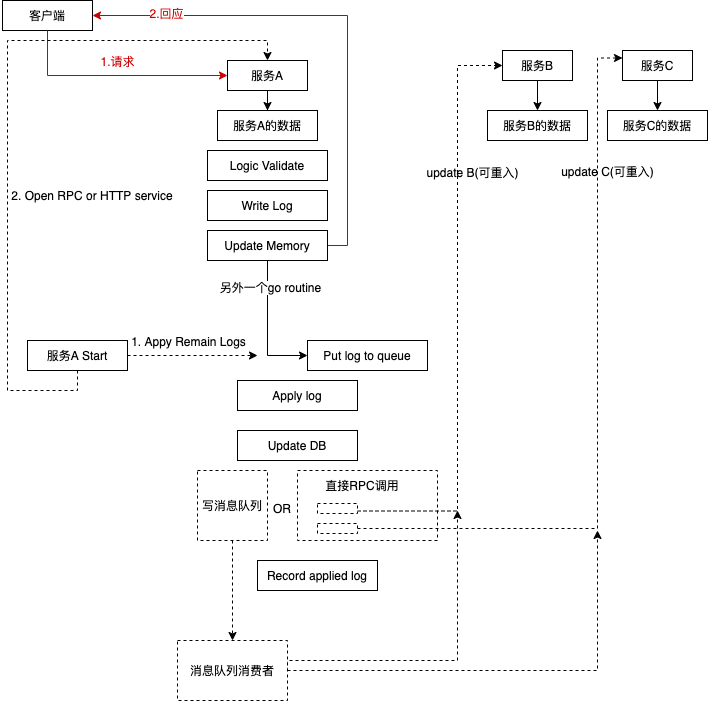 客户端
2.回应
1.请求
服务A
服务B
服务C
服务A的数据
服务B的数据
服务C的数据
Logic Validate
update B(可重入)
update C(可重入)
2. Open RPC or HTTP service
Write Log
Update Memory
另外一个go routine
1. Appy Remain Logs
服务A Start
Put log to queue
Apply log
Update DB
直接RPC调用
写消息队列
OR
Record applied log
消息队列消费者